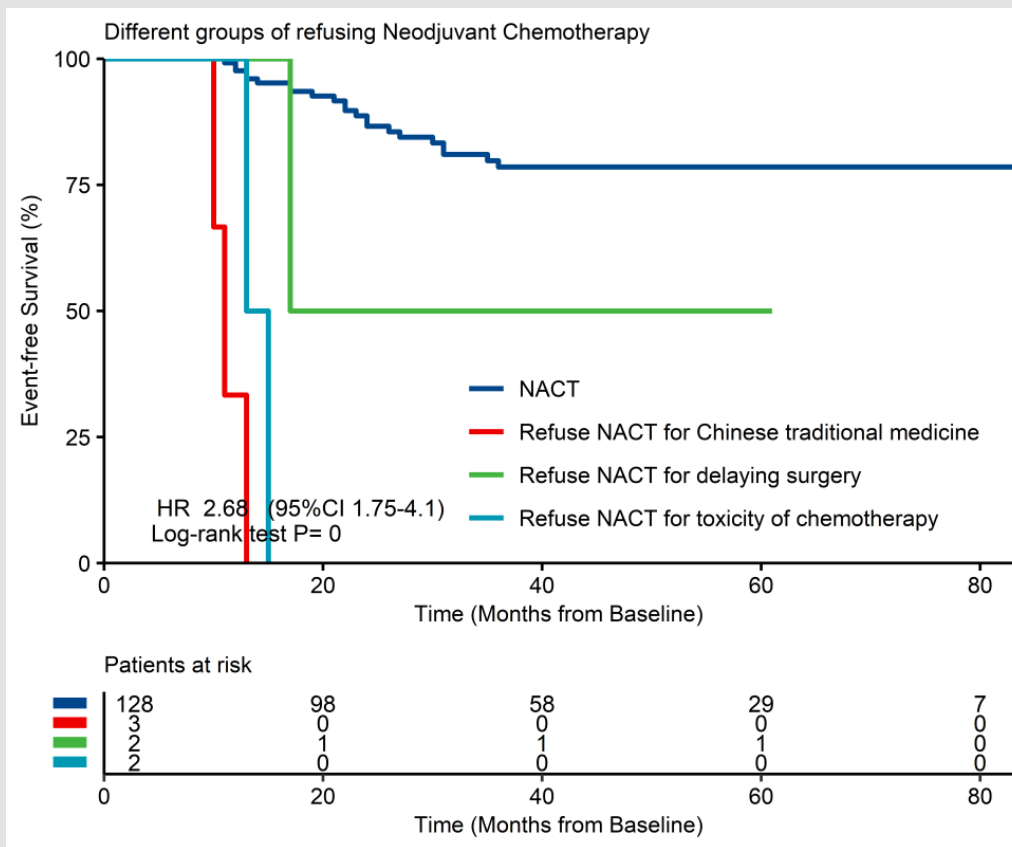 Different groups of refusing Neodjuvant Chemotherapy
100
75
50
25
0
Event-free Survival (%)
NACT
Refuse NACT for Chinese traditional medicine
Refuse NACT for delaying surgery
Refuse NACT for toxicity of chemotherapy
HR 2.68 (95%CI 1.75-4.1)
Log-rank test P= 0
0 20 40 60 80
Time (Months from Baseline)
Patients at risk
128 98 58 29 7
3 0 0 0 0
2 1 1 1 0
2 0 0 0 0
0 20 40 60 80
Time (Months from Baseline)